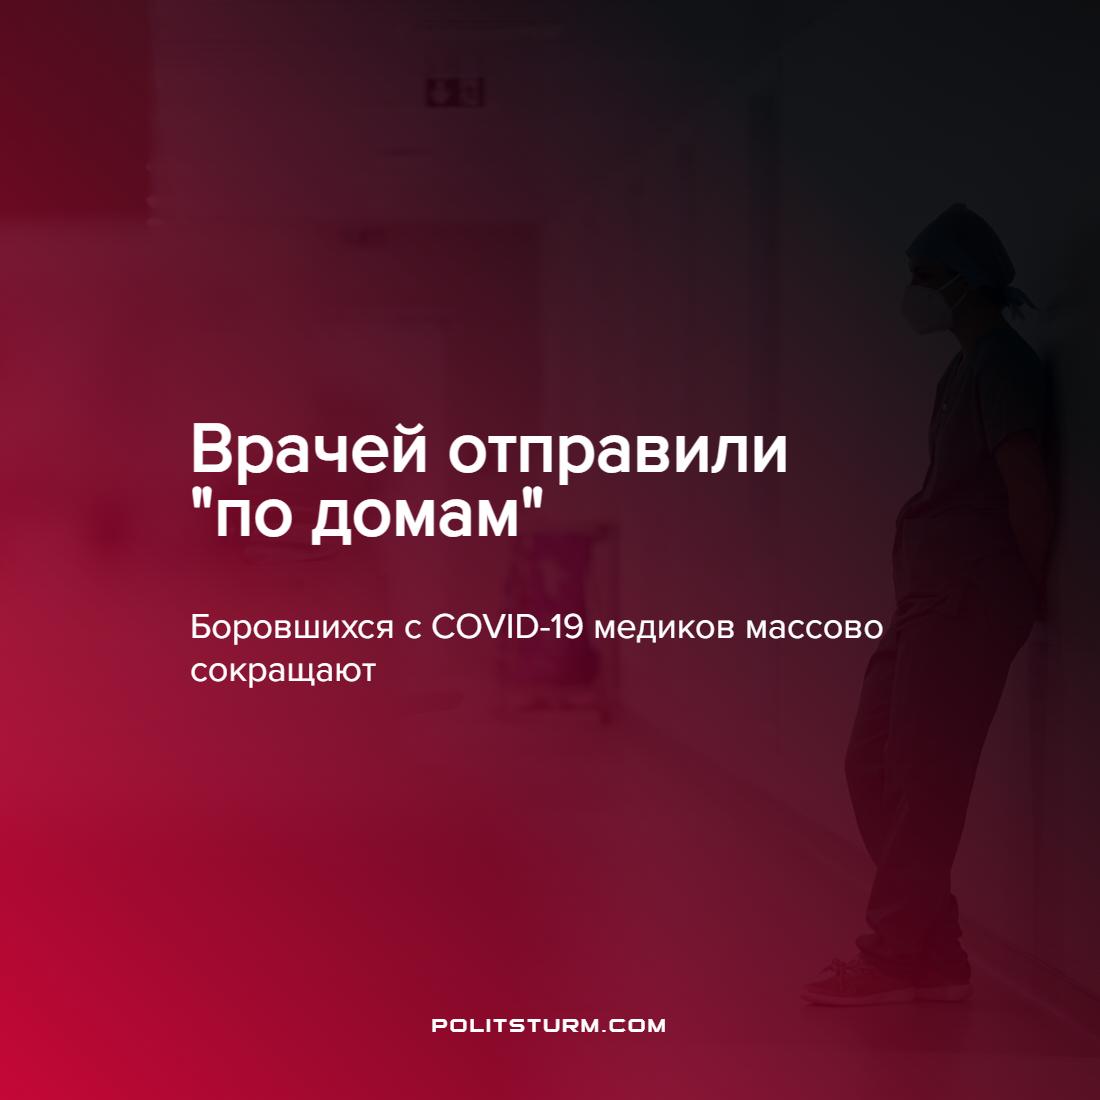 Врачей отправили
"по домам"
Боровшихся с COVID-19 медиков массово
сокращают
POLITSTURM.COM